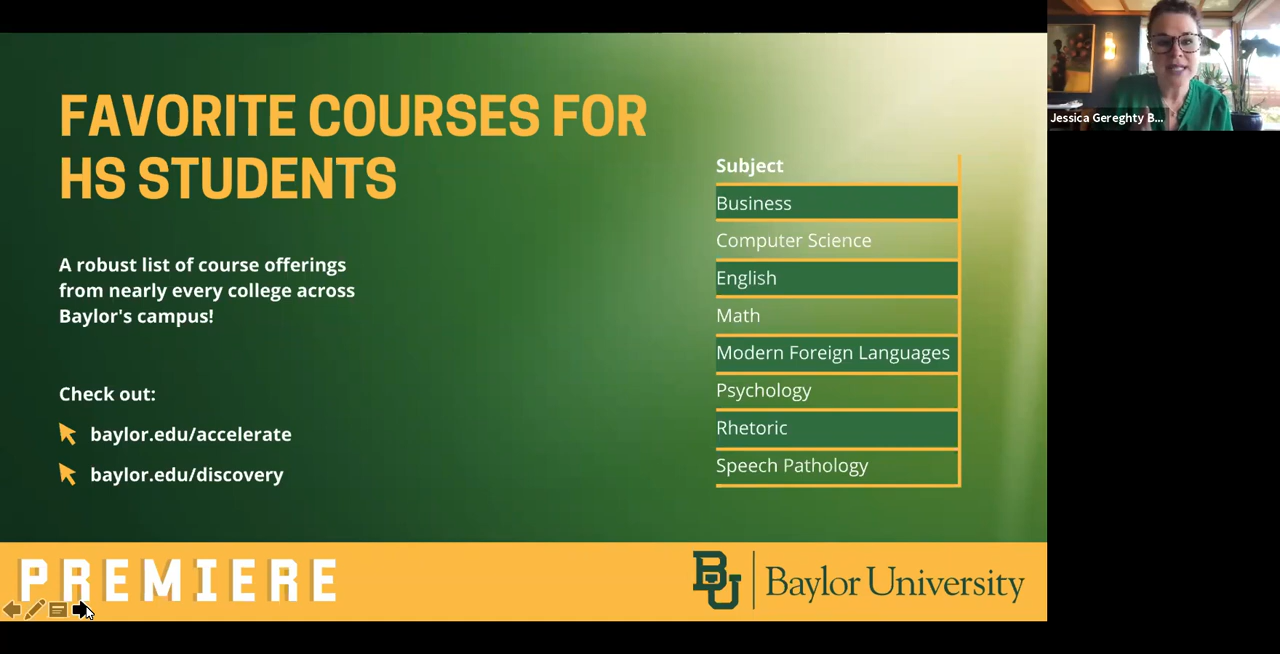 FAVORITE COURSES FOR
HS STUDENTS
A robust list of course offerings
from nearly every college across
Baylor's campus!
Check out:
baylor.edu/accelerate
baylor.edu/discovery
Subject
Business
Computer Science
English
Math
Modern Foreign Languages
Psychology
Rhetoric
Speech Pathology
PREMIERE
BU
Baylor University
Jessica Gereghty B...